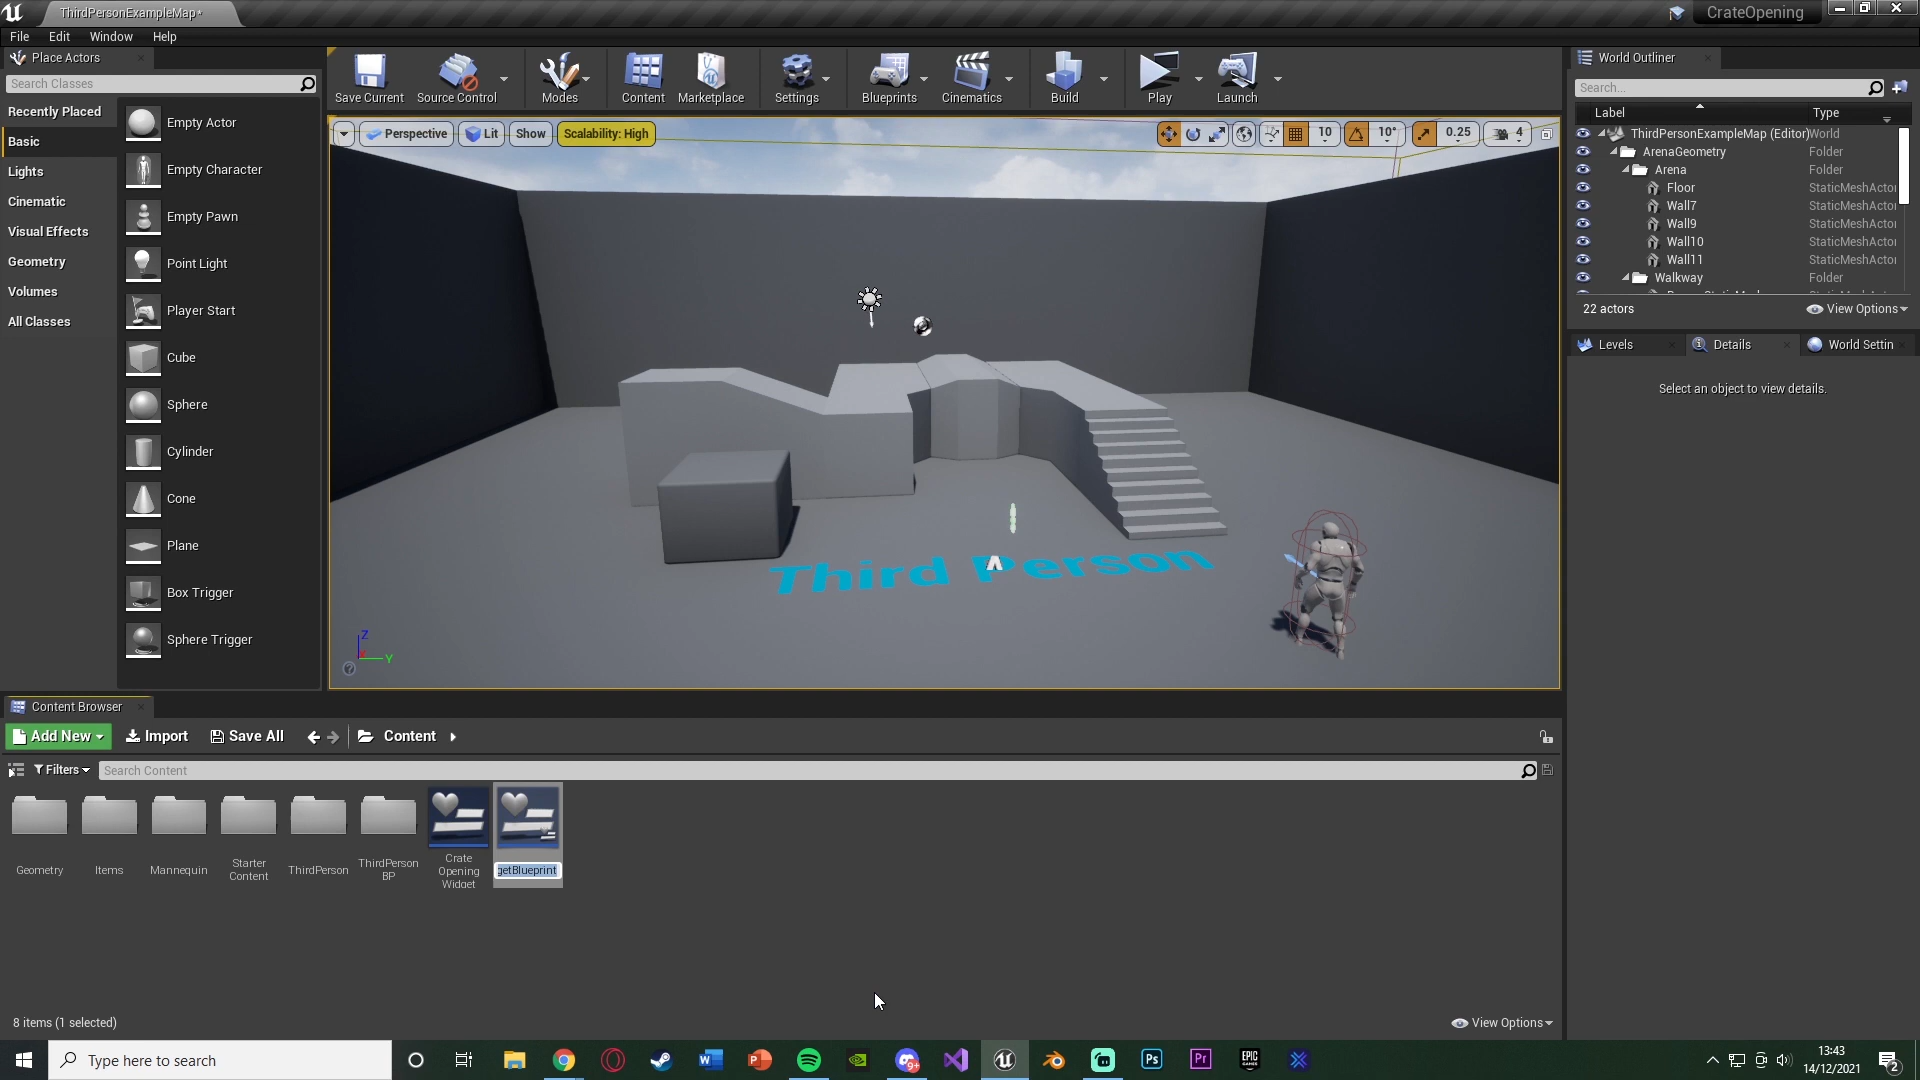 ThirdPersonExampleMap*
CrateOpening
File Edit Window Help
Place Actors
Search Classes
Recently Placed
Basic
Lights
Cinematic
Visual Effects
Geometry
Volumes
All Classes
Empty Actor
Empty Character
Empty Pawn
Point Light
Player Start
Cube
Sphere
Cylinder
Cone
Plane
Box Trigger
Sphere Trigger
Save Current Source Control Modes Content Marketplace Settings Blueprints Cinematics Build Play Launch
Perspective Lit Show Scalability: High 10 10° 0.25 4
Third Person
Z
Y
World Outliner
Search...
Label Type
ThirdPersonExampleMap (Editor) World
ArenaGeometry Folder
Arena Folder
Floor StaticMeshActor
Wall7 StaticMeshActor
Wall9 StaticMeshActor
Wall10 StaticMeshActor
Wall11 StaticMeshActor
Walkway Folder
22 actors View Options
Levels Details World Settin
Select an object to view details.
Content Browser
Add New Import Save All Content
Filters Search Content
Geometry
Items
Mannequin
Starter
Content
ThirdPerson
ThirdPerson
BP
Crate
Opening
Widget
getBlueprint
8 items (1 selected) View Options
Type here to search
9+
Ps
Pr
EPIC
GAMES
13:43
14/12/2021
2